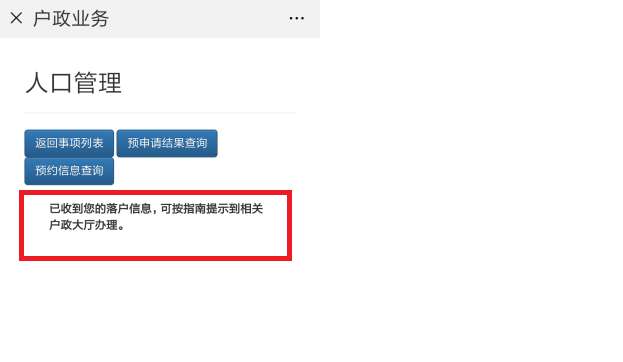 户政业务
人口管理
返回事项列表 预申请结果查询
预约信息查询
已收到您的落户信息，可按指南提示到相关
户政大厅办理。